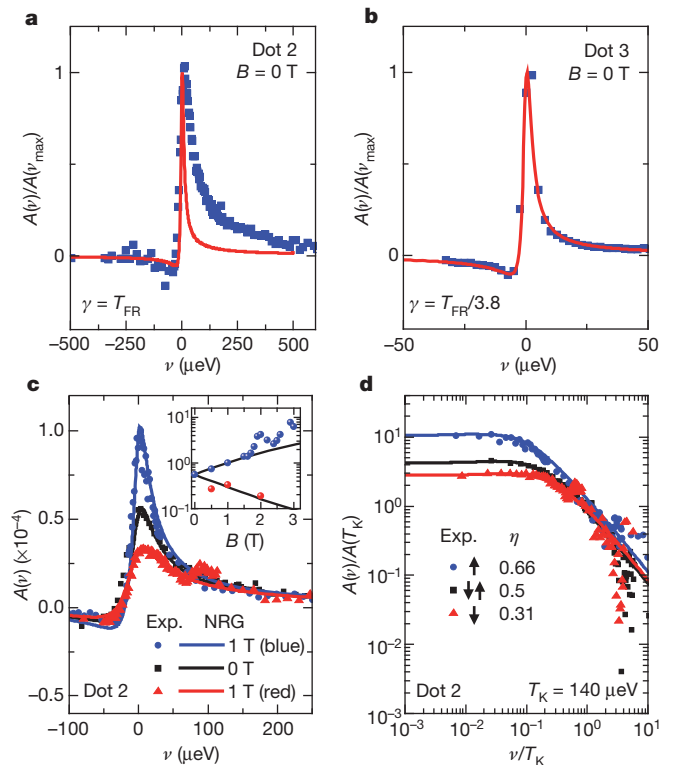 a
Dot 2
B = 0 T
A(ν)/A(νmax)
1
0
γ = TFR
−500 −250 0 250 500
ν (μeV)
b
Dot 3
B = 0 T
A(ν)/A(νmax)
1
0
γ = TFR/3.8
−50 0 50
ν (μeV)
c
A(ν) (×10−4)
1.0
0.5
0.0
−0.5
10¹
10⁰
10⁻¹
0 1 2 3
B (T)
Exp. NRG
1 T (blue)
0 T
1 T (red)
Dot 2
−100 0 100 200
ν (μeV)
d
A(ν)/A(TK)
10²
10¹
10⁰
10⁻¹
10⁻²
10⁻³
Exp. η
0.66
0.5
0.31
Dot 2
TK = 140 μeV
10⁻³ 10⁻² 10⁻¹ 10⁰ 10¹
ν/TK